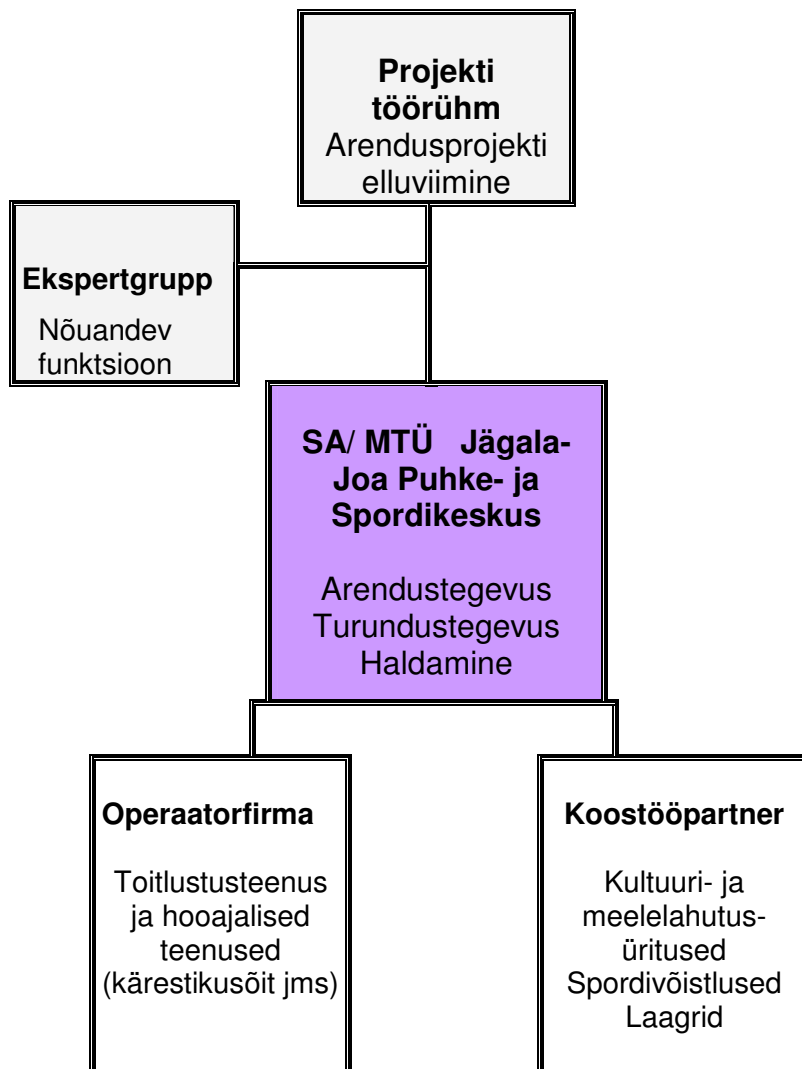 Projekti
töörühm
Arendusprojekti
elluviimine
Ekspertgrupp
Nõuandev
funktsioon
SA/ MTÜ Jägala-
Joa Puhke- ja
Spordikeskus
Arendustegevus
Turundustegevus
Haldamine
Operaatorfirma
Toitlustusteenus
ja hooajalised
teenused
(kärestikusõit jms)
Koostööpartner
Kultuuri- ja
meelelahutus-
üritused
Spordivõistlused
Laagrid